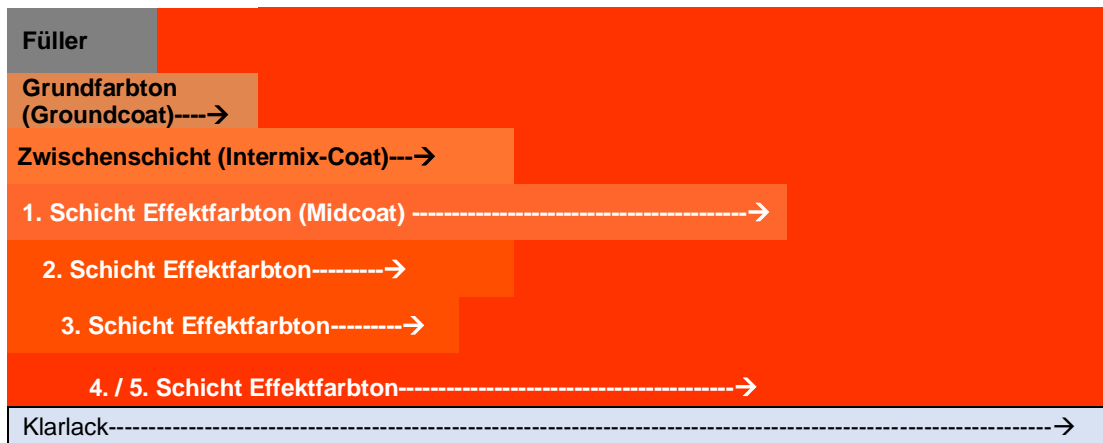 Füller
Grundfarbton
(Groundcoat)----→
Zwischenschicht (Intermix-Coat)---→
1. Schicht Effektfarbton (Midcoat) ------------------------------------------→
2. Schicht Effektfarbton---------→
3. Schicht Effektfarbton---------→
4. / 5. Schicht Effektfarbton------------------------------------------→
Klarlack----------------------------------------------------------------------------------------------------------------------→